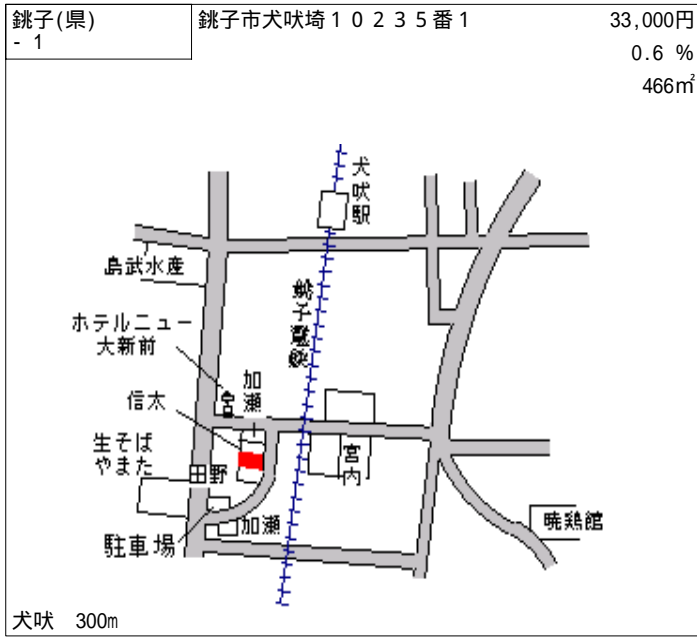 銚子(県)
- 1
銚子市犬吠埼１０２３５番1
33,000円
0.6 %
466㎡
犬吠駅
島武水産
銚子電鉄
ホテルニュー
大新前
加瀬
宮
信太
生そば
やまた
田野
宮内
加瀬
駐車場
暁鶏館
犬吠 300m